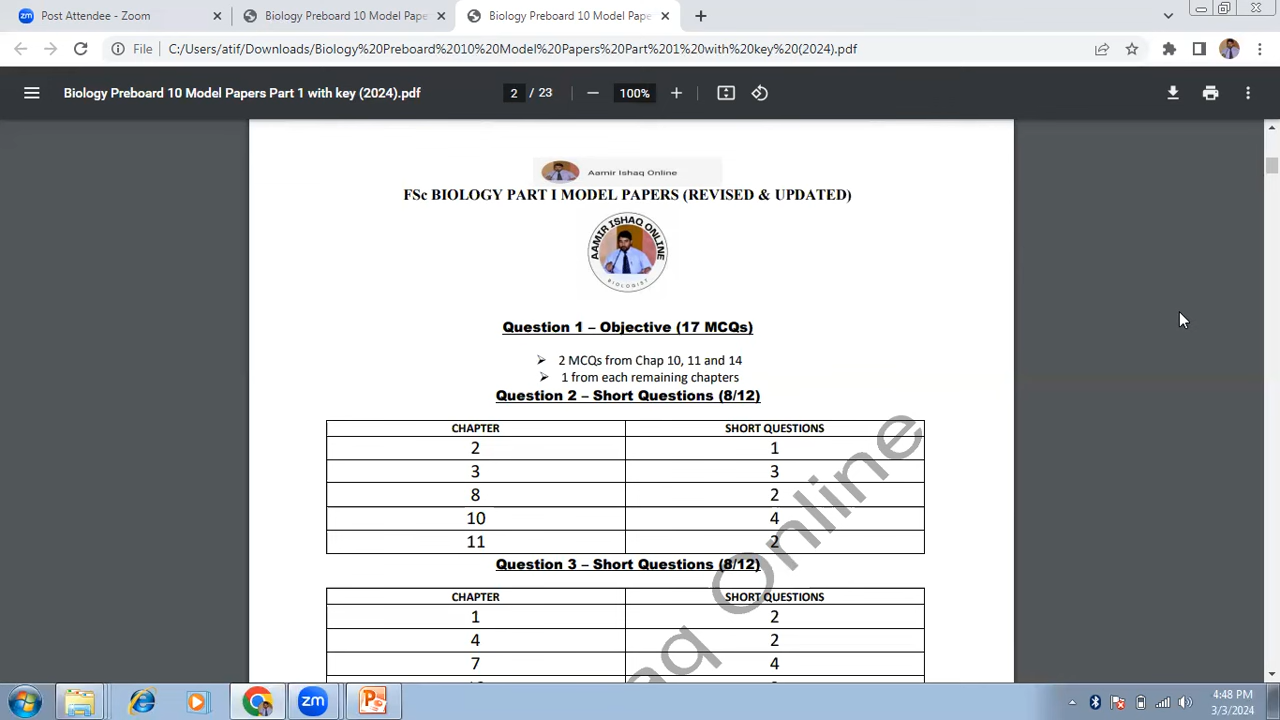 Post Attendee - Zoom
Biology Preboard 10 Model Papers
Biology Preboard 10 Model Papers
File
C:/Users/atif/Downloads/Biology%20Preboard%2010%20Model%20Papers%20Part%201%20with%20key%20(2024).pdf
Biology Preboard 10 Model Papers Part 1 with key (2024).pdf
2 / 23
100%
Aamir Ishaq Online
FSc BIOLOGY PART I MODEL PAPERS (REVISED & UPDATED)
AAMIR ISHAQ ONLINE
BIOLOGIST
Question 1 – Objective (17 MCQs)
➢ 2 MCQs from Chap 10, 11 and 14
➢ 1 from each remaining chapters
Question 2 – Short Questions (8/12)
CHAPTER SHORT QUESTIONS
2 1
3 3
8 2
10 4
11 2
Question 3 – Short Questions (8/12)
CHAPTER SHORT QUESTIONS
1 2
4 2
7 4
aq Online
zm
4:48 PM
3/3/2024